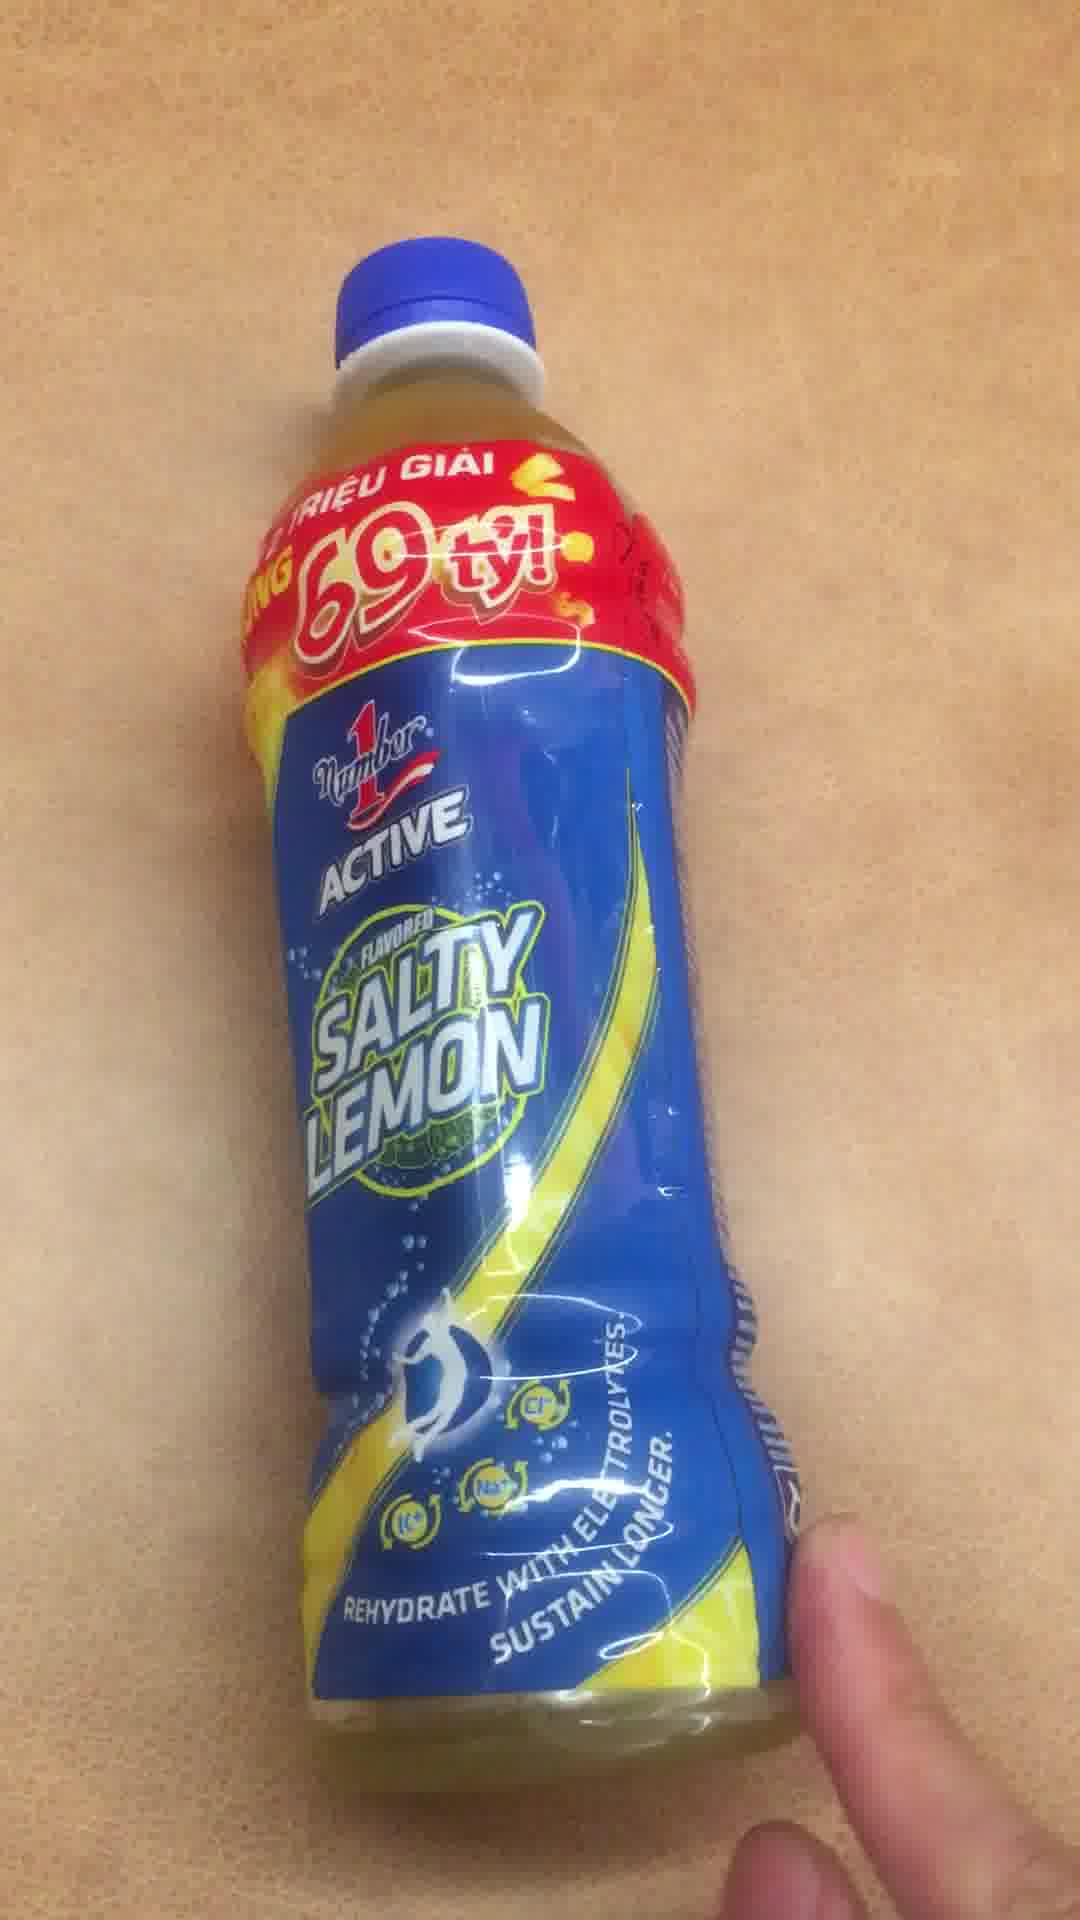 TRIỆU GIẢI
69 tỷ!
Number 1
ACTIVE
FLAVORED
SALTY
LEMON
Cl-
Na+
K+
REHYDRATE WITH ELECTROLYTES.
SUSTAIN LONGER.